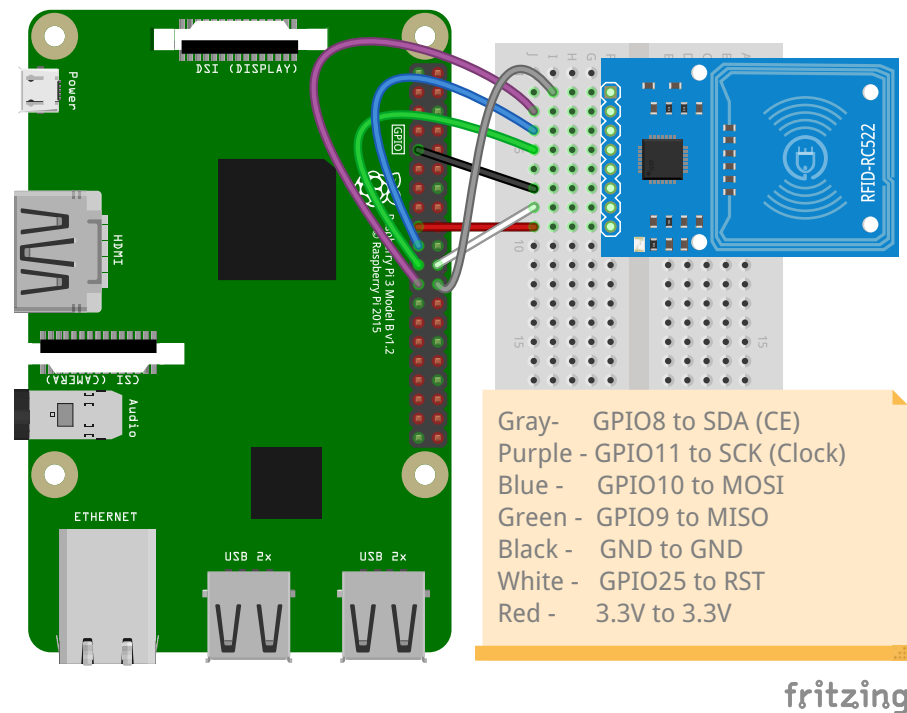 DSI (DISPLAY)
Power
GPIO
HDMI
Raspberry Pi 3 Model B v1.2
© Raspberry Pi 2015
CSI (CAMERA)
Audio
ETHERNET
USB 2x
USB 2x
J I H G F E D C B A
5
10
15
15
RFID-RC522
Gray- GPIO8 to SDA (CE)
Purple - GPIO11 to SCK (Clock)
Blue - GPIO10 to MOSI
Green - GPIO9 to MISO
Black - GND to GND
White - GPIO25 to RST
Red - 3.3V to 3.3V
fritzing